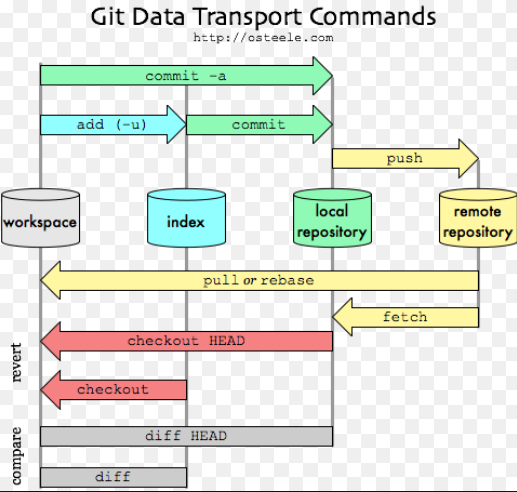 Git Data Transport Commands
http://osteele.com
commit -a
add (-u)
commit
push
workspace
index
local
repository
remote
repository
pull or rebase
fetch
revert
checkout HEAD
checkout
compare
diff HEAD
diff